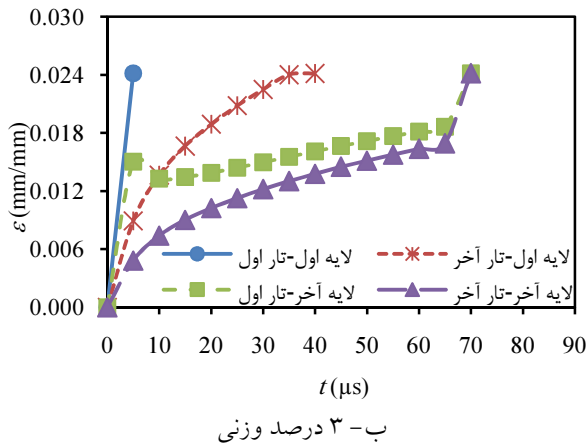 0.030
0.024
0.018
0.012
0.006
0.000
ε (mm/mm)
لایه اول-تار اول
لایه اول-تار آخر
لایه آخر-تار اول
لایه آخر-تار آخر
0 10 20 30 40 50 60 70 80 90
t (µs)
ب- ۳ درصد وزنی